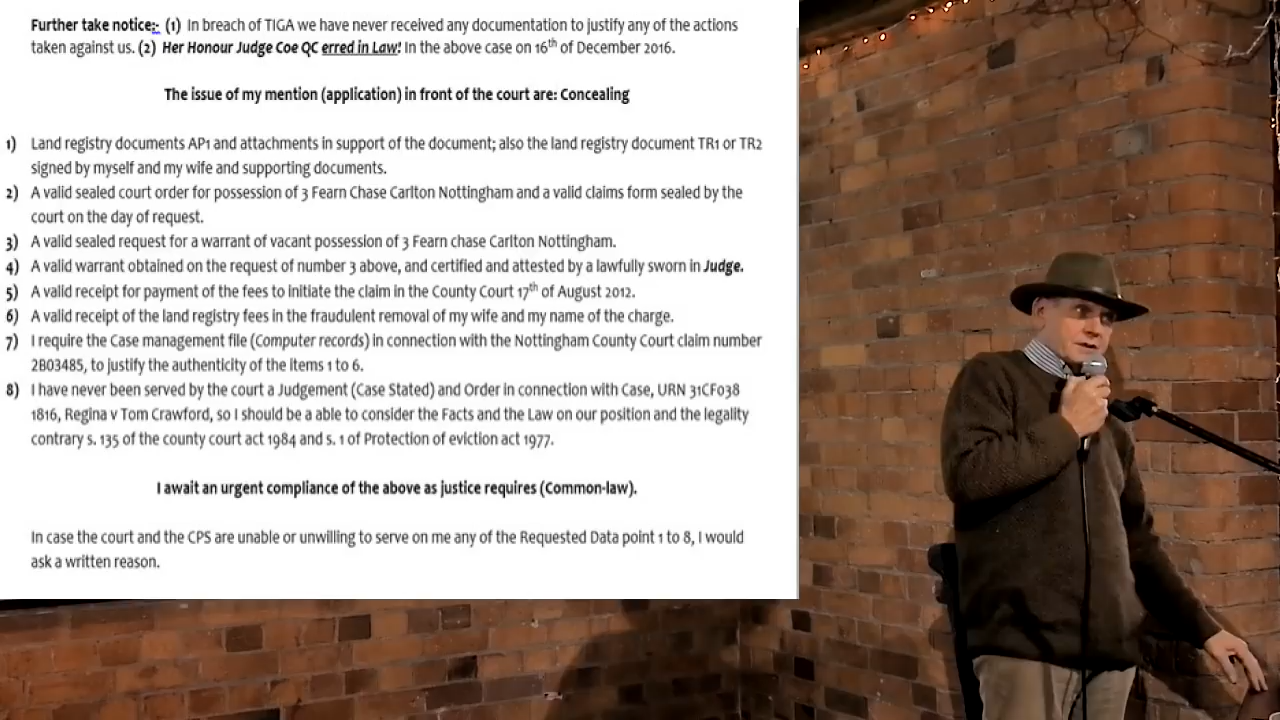 Further take notice:- (1) In breach of TIGA we have never received any documentation to justify any of the actions
taken against us. (2) Her Honour Judge Coe QC erred in Law! In the above case on 16th of December 2016.
The issue of my mention (application) in front of the court are: Concealing
1) Land registry documents AP1 and attachments in support of the document; also the land registry document TR1 or TR2
signed by myself and my wife and supporting documents.
2) A valid sealed court order for possession of 3 Fearn Chase Carlton Nottingham and a valid claims form sealed by the
court on the day of request.
3) A valid sealed request for a warrant of vacant possession of 3 Fearn chase Carlton Nottingham.
4) A valid warrant obtained on the request of number 3 above, and certified and attested by a lawfully sworn in Judge.
5) A valid receipt for payment of the fees to initiate the claim in the County Court 17th of August 2012.
6) A valid receipt of the land registry fees in the fraudulent removal of my wife and my name of the charge.
7) I require the Case management file (Computer records) in connection with the Nottingham County Court claim number
2B03485, to justify the authenticity of the items 1 to 6.
8) I have never been served by the court a Judgement (Case Stated) and Order in connection with Case, URN 31CF038
1816, Regina v Tom Crawford, so I should be a able to consider the Facts and the Law on our position and the legality
contrary s. 135 of the county court act 1984 and s. 1 of Protection of eviction act 1977.
I await an urgent compliance of the above as justice requires (Common-law).
In case the court and the CPS are unable or unwilling to serve on me any of the Requested Data point 1 to 8, I would
ask a written reason.